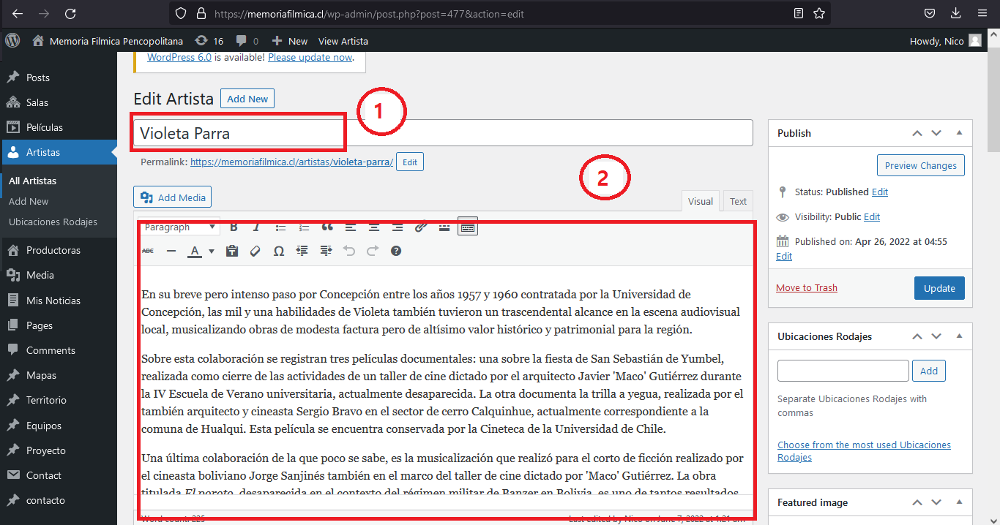 https://memoriafilmica.cl/wp-admin/post.php?post=477&action=edit
Memoria Filmica Pencopolitana 16 0 New View Artista Howdy, Nico
WordPress 6.0 is available! Please update now.
Posts
Salas
Películas
Artistas
All Artistas
Add New
Ubicaciones Rodajes
Productoras
Media
Mis Noticias
Pages
Comments
Mapas
Territorio
Equipos
Proyecto
Contact
contacto
Edit Artista Add New
1
Violeta Parra
Permalink: https://memoriafilmica.cl/artistas/violeta-parra/ Edit
2
Add Media
Visual Text
Paragraph B I
ABC A Ω
En su breve pero intenso paso por Concepción entre los años 1957 y 1960 contratada por la Universidad de
Concepción, las mil y una habilidades de Violeta también tuvieron un trascendental alcance en la escena audiovisual
local, musicalizando obras de modesta factura pero de altísimo valor histórico y patrimonial para la región.
Sobre esta colaboración se registran tres películas documentales: una sobre la fiesta de San Sebastián de Yumbel,
realizada como cierre de las actividades de un taller de cine dictado por el arquitecto Javier 'Maco' Gutiérrez durante
la IV Escuela de Verano universitaria, actualmente desaparecida. La otra documenta la trilla a yegua, realizada por el
también arquitecto y cineasta Sergio Bravo en el sector de cerro Calquinhue, actualmente correspondiente a la
comuna de Hualqui. Esta película se encuentra conservada por la Cineteca de la Universidad de Chile.
Una última colaboración de la que poco se sabe, es la musicalización que realizó para el corto de ficción realizado por
el cineasta boliviano Jorge Sanjinés también en el marco del taller de cine dictado por 'Maco' Gutiérrez. La obra
titulada El poroto, desaparecida en el contexto del régimen militar de Banzer en Bolivia, es uno de tantos resultados
Word count: 225 Last edited by Nico on June 7, 2022 at 1:21 am
Publish
Preview Changes
Status: Published Edit
Visibility: Public Edit
Published on: Apr 26, 2022 at 04:55
Edit
Move to Trash Update
Ubicaciones Rodajes
Add
Separate Ubicaciones Rodajes with
commas
Choose from the most used Ubicaciones
Rodajes
Featured image